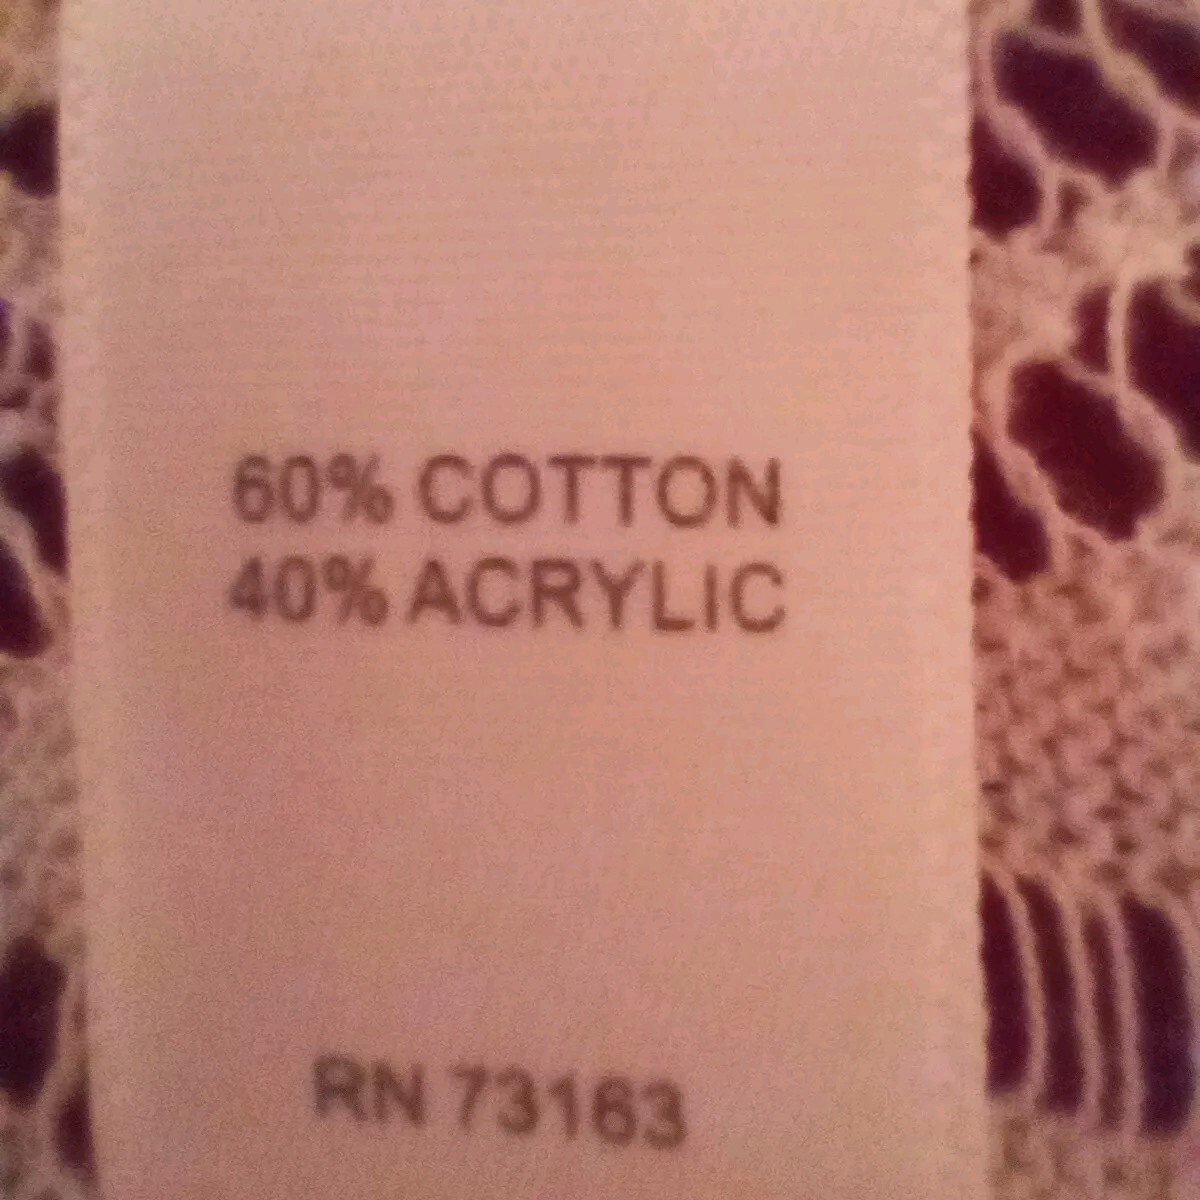 60% COTTON
40% ACRYLIC
RN 73163